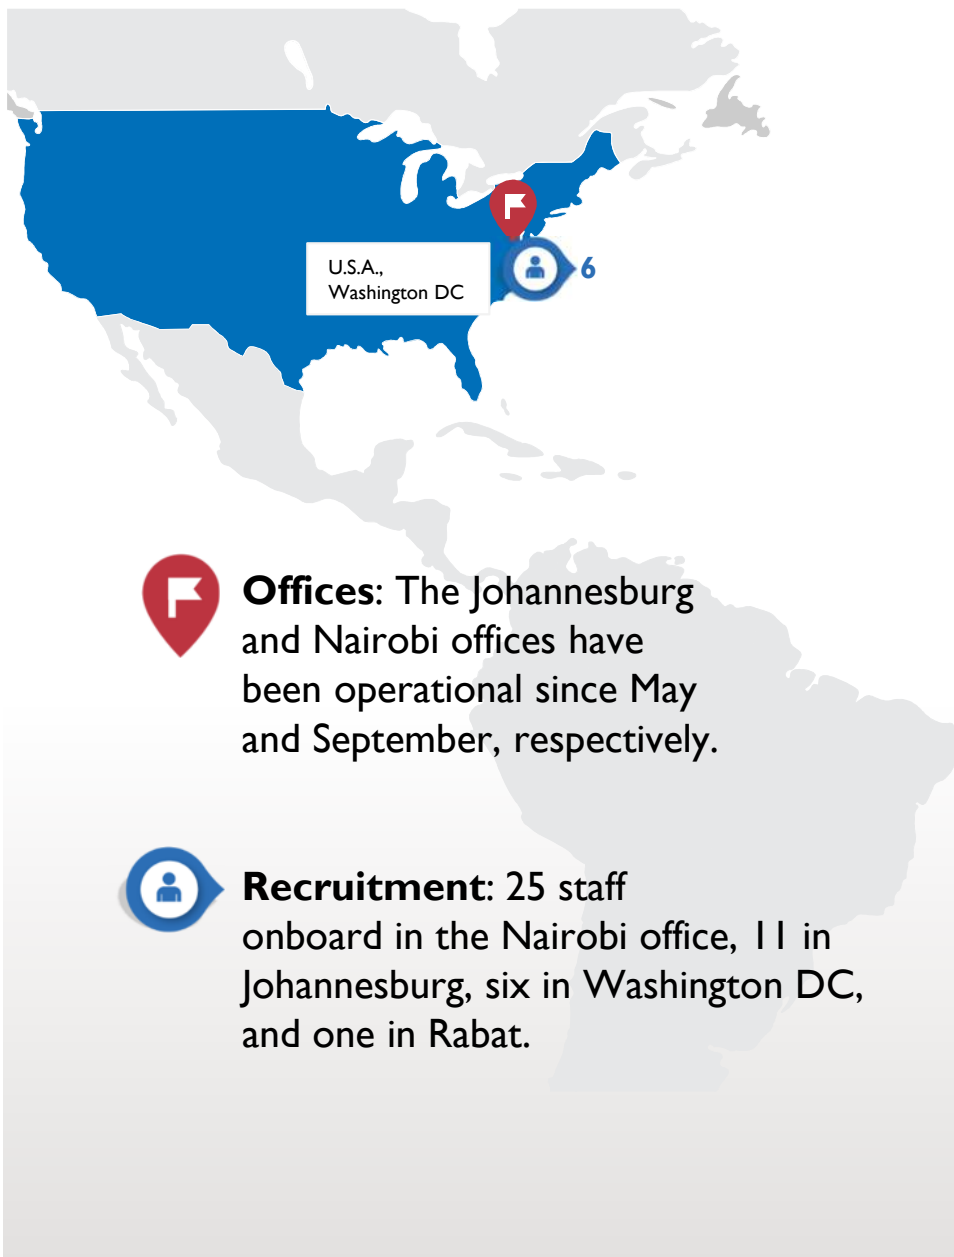 U.S.A.,
Washington DC
6
Offices: The Johannesburg
and Nairobi offices have
been operational since May
and September, respectively.
Recruitment: 25 staff
onboard in the Nairobi office, 11 in
Johannesburg, six in Washington DC,
and one in Rabat.